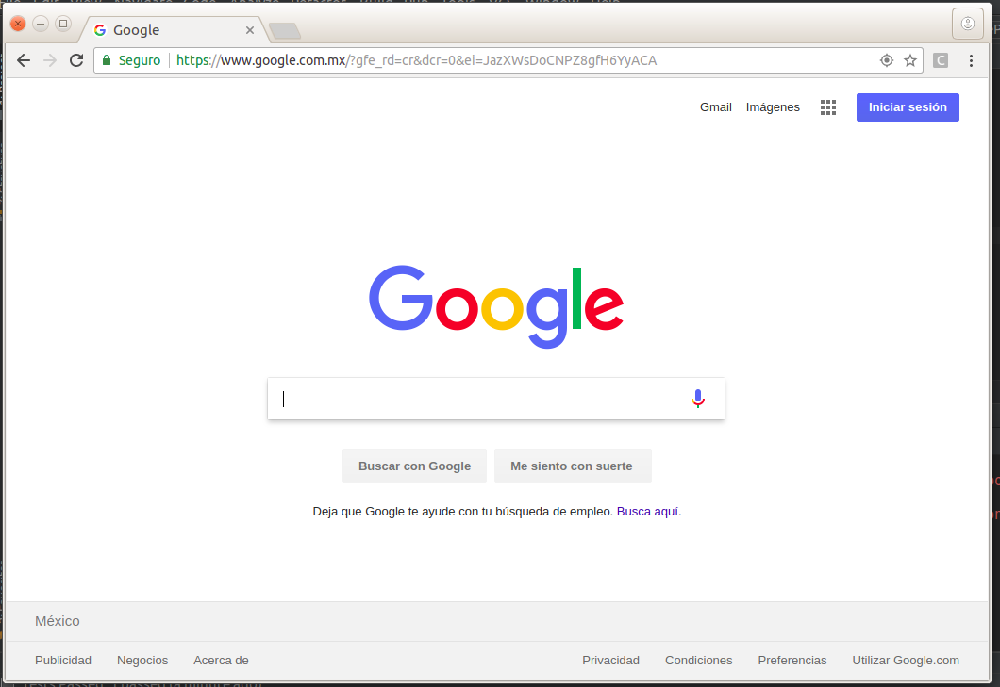 Google
Seguro https://www.google.com.mx/?gfe_rd=cr&dcr=0&ei=JazXWsDoCNPZ8gfH6YyACA C
Gmail Imágenes Iniciar sesión
Google
Buscar con Google Me siento con suerte
Deja que Google te ayude con tu búsqueda de empleo. Busca aquí.
México
Publicidad Negocios Acerca de Privacidad Condiciones Preferencias Utilizar Google.com